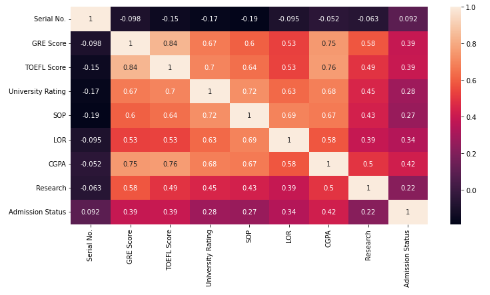 Serial No. 1 -0.098 -0.15 -0.17 -0.19 -0.095 -0.052 -0.063 0.092
GRE Score -0.098 1 0.84 0.67 0.6 0.53 0.75 0.58 0.39
TOEFL Score -0.15 0.84 1 0.7 0.64 0.53 0.76 0.49 0.39
University Rating -0.17 0.67 0.7 1 0.72 0.63 0.68 0.45 0.28
SOP -0.19 0.6 0.64 0.72 1 0.69 0.67 0.43 0.27
LOR -0.095 0.53 0.53 0.63 0.69 1 0.58 0.39 0.34
CGPA -0.052 0.75 0.76 0.68 0.67 0.58 1 0.5 0.42
Research -0.063 0.58 0.49 0.45 0.43 0.39 0.5 1 0.22
Admission Status 0.092 0.39 0.39 0.28 0.27 0.34 0.42 0.22 1
Serial No.
GRE Score
TOEFL Score
University Rating
SOP
LOR
CGPA
Research
Admission Status
1.0
0.8
0.6
0.4
0.2
0.0